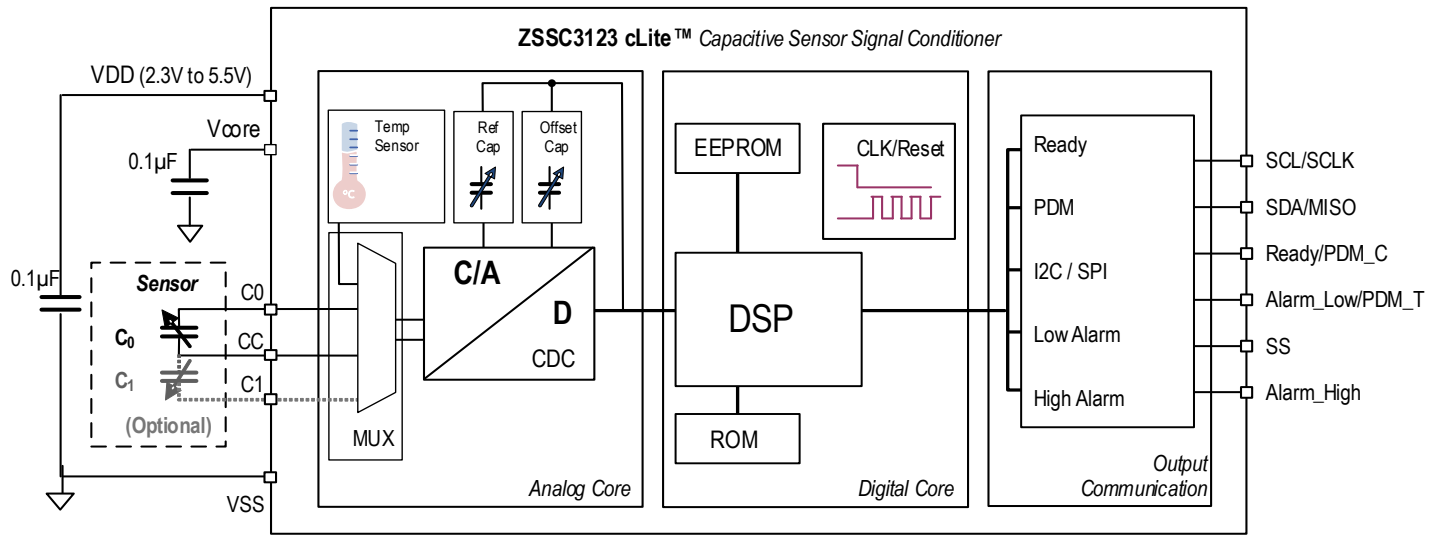 ZSSC3123 cLite™ Capacitive Sensor Signal Conditioner
VDD (2.3V to 5.5V)
Vcore
0.1µF
0.1µF
Sensor
C0
C0
CC
C1
C1
(Optional)
VSS
Temp
Sensor
°C
Ref
Cap
Offset
Cap
C/A
D
CDC
MUX
Analog Core
EEPROM
CLK/Reset
DSP
ROM
Digital Core
Ready
PDM
I2C / SPI
Low Alarm
High Alarm
Output
Communication
SCL/SCLK
SDA/MISO
Ready/PDM_C
Alarm_Low/PDM_T
SS
Alarm_High